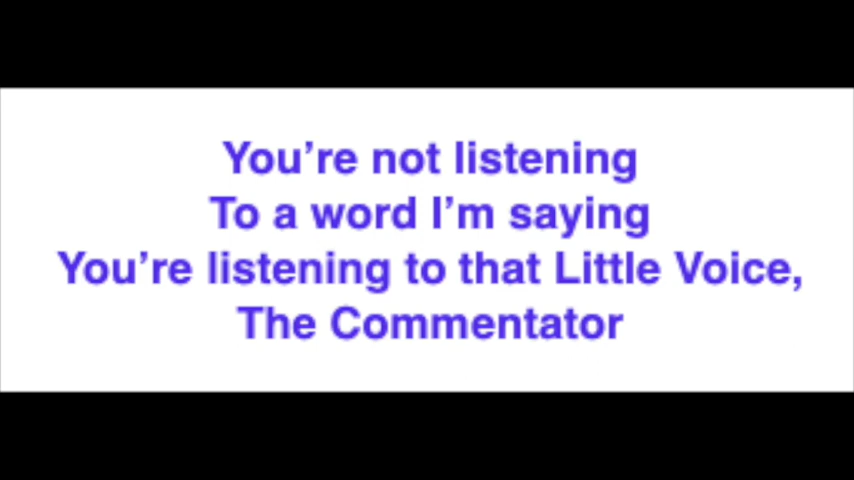 You’re not listening
To a word I’m saying
You’re listening to that Little Voice,
The Commentator